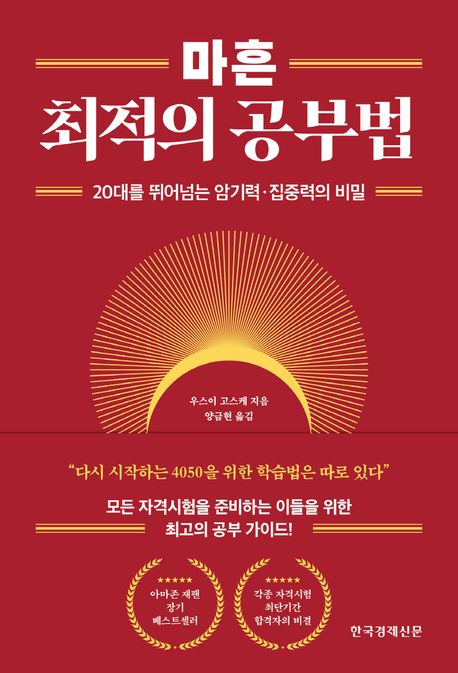 마흔
최적의 공부법
20대를 뛰어넘는 암기력·집중력의 비밀
우스이 고스케 지음
양금현 옮김
“다시 시작하는 4050을 위한 학습법은 따로 있다”
모든 자격시험을 준비하는 이들을 위한
최고의 공부 가이드!
★★★★★
아마존 재팬
장기
베스트셀러
★★★★★
각종 자격시험
최단기간
합격자의 비결
한국경제신문